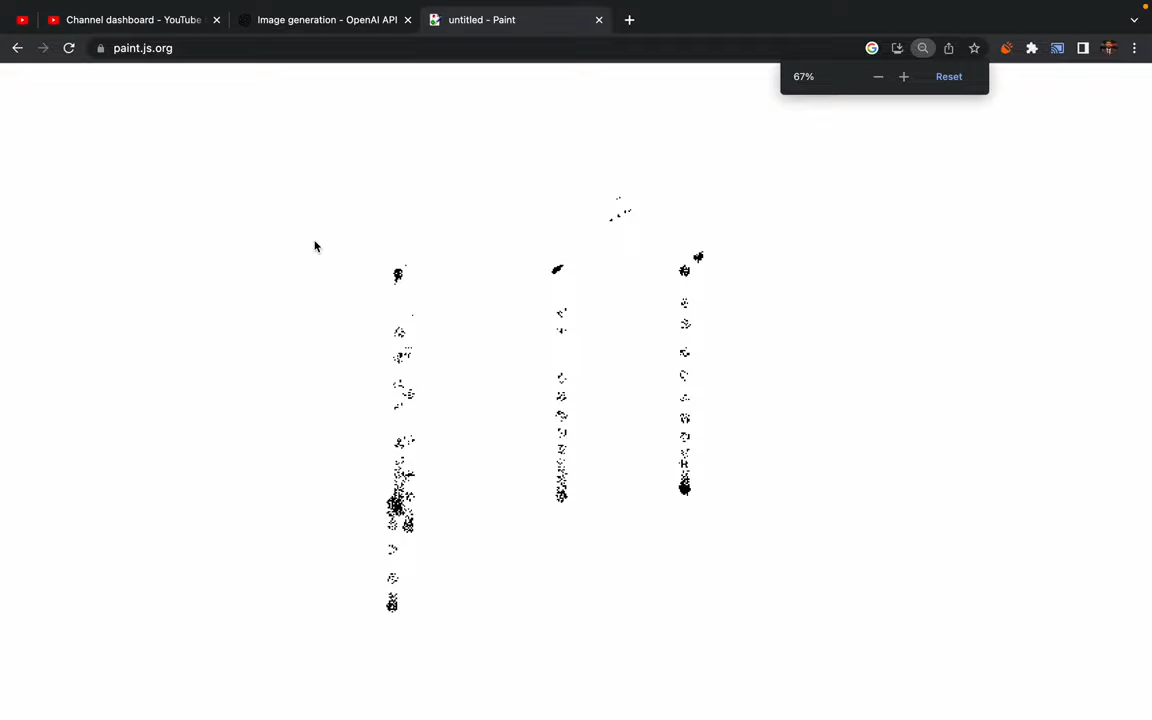 Channel dashboard - YouTube
Image generation - OpenAI API
untitled - Paint
paint.js.org
67%
Reset